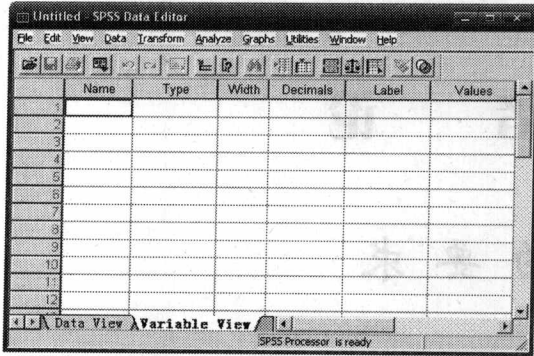 Untitled - SPSS Data Editor
File Edit View Data Transform Analyze Graphs Utilities Window Help
Name Type Width Decimals Label Values
1
2
3
4
5
6
7
8
9
10
11
12
Data View Variable View
SPSS Processor is ready